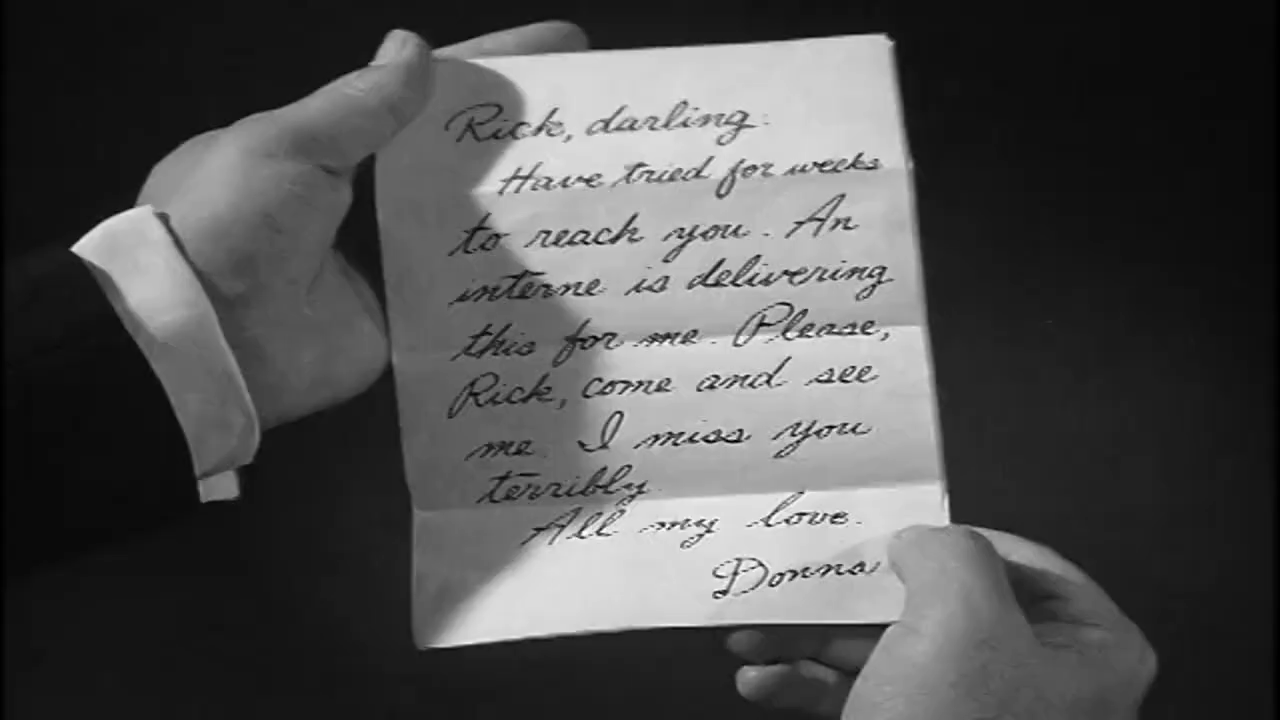 Rick, darling:
Have tried for weeks
to reach you. An
interne is delivering
this for me. Please,
Rick, come and see
me. I miss you
terribly.
All my love.
Donna